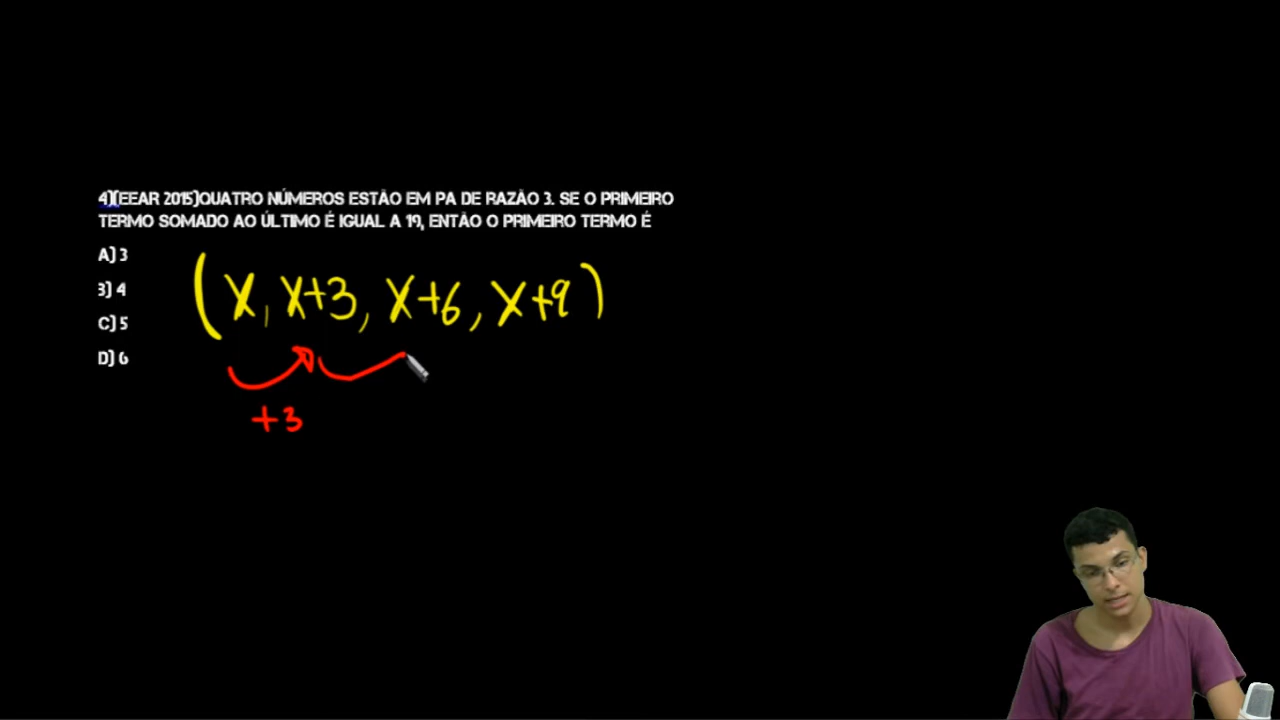 4)(EEAR 2015)QUATRO NÚMEROS ESTÃO EM PA DE RAZÃO 3. SE O PRIMEIRO
TERMO SOMADO AO ÚLTIMO É IGUAL A 19, ENTÃO O PRIMEIRO TERMO É
A) 3
B) 4
C) 5
D) 6
(X, X+3, X+6, X+9)
+3